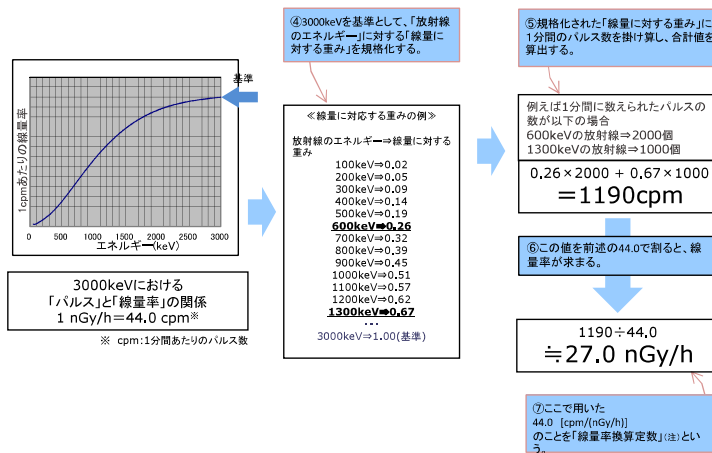 ④3000keVを基準として、「放射線
のエネルギー」に対する「線量に
対する重み」を規格化する。
⑤規格化された「線量に対する重み」に
1分間のパルス数を掛け算し、合計値を
算出する。
基準
1cpmあたりの線量率
0 500 1000 1500 2000 2500 3000
エネルギー(keV)
3000keVにおける
「パルス」と「線量率」の関係
1 nGy/h＝44.0 cpm※
※ cpm:1分間あたりのパルス数
≪線量に対応する重みの例≫
放射線のエネルギー⇒線量に対する
重み
100keV⇒0.02
200keV⇒0.05
300keV⇒0.09
400keV⇒0.14
500keV⇒0.19
600keV⇒0.26
700keV⇒0.32
800keV⇒0.39
900keV⇒0.45
1000keV⇒0.51
1100keV⇒0.57
1200keV⇒0.62
1300keV⇒0.67
…
3000keV⇒1.00(基準)
例えば1分間に数えられたパルス
の数が以下の場合
600keVの放射線⇒2000個
1300keVの放射線⇒1000個
0.26×2000 + 0.67×1000
＝1190cpm
⑥この値を前述の44.0で割ると、線
量率が求まる。
1190÷44.0
≒27.0 nGy/h
⑦ここで用いた
44.0 [cpm/(nGy/h)]
のことを「線量率換算定数」(注)とい
う。